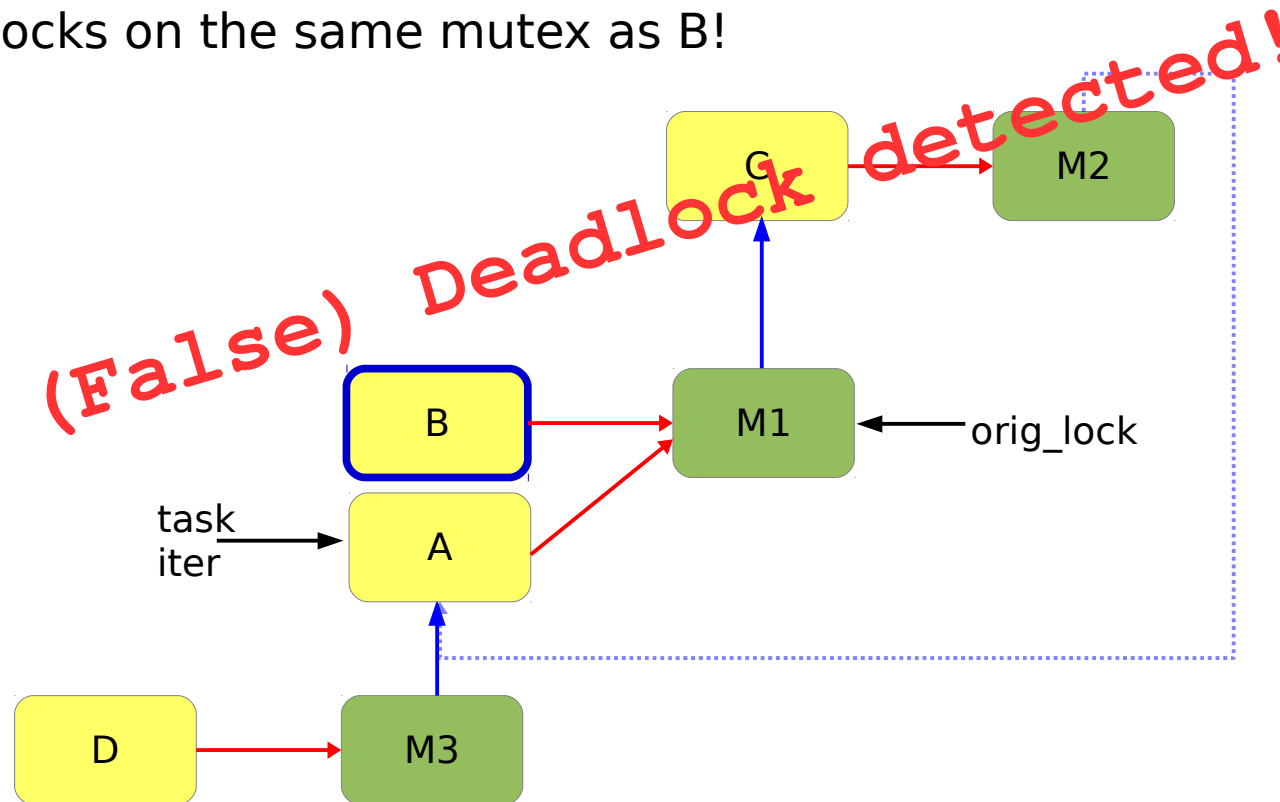 ocks on the same mutex as B!
(False) Deadlock detected!
C
M2
B
M1
orig_lock
task
iter
A
D
M3